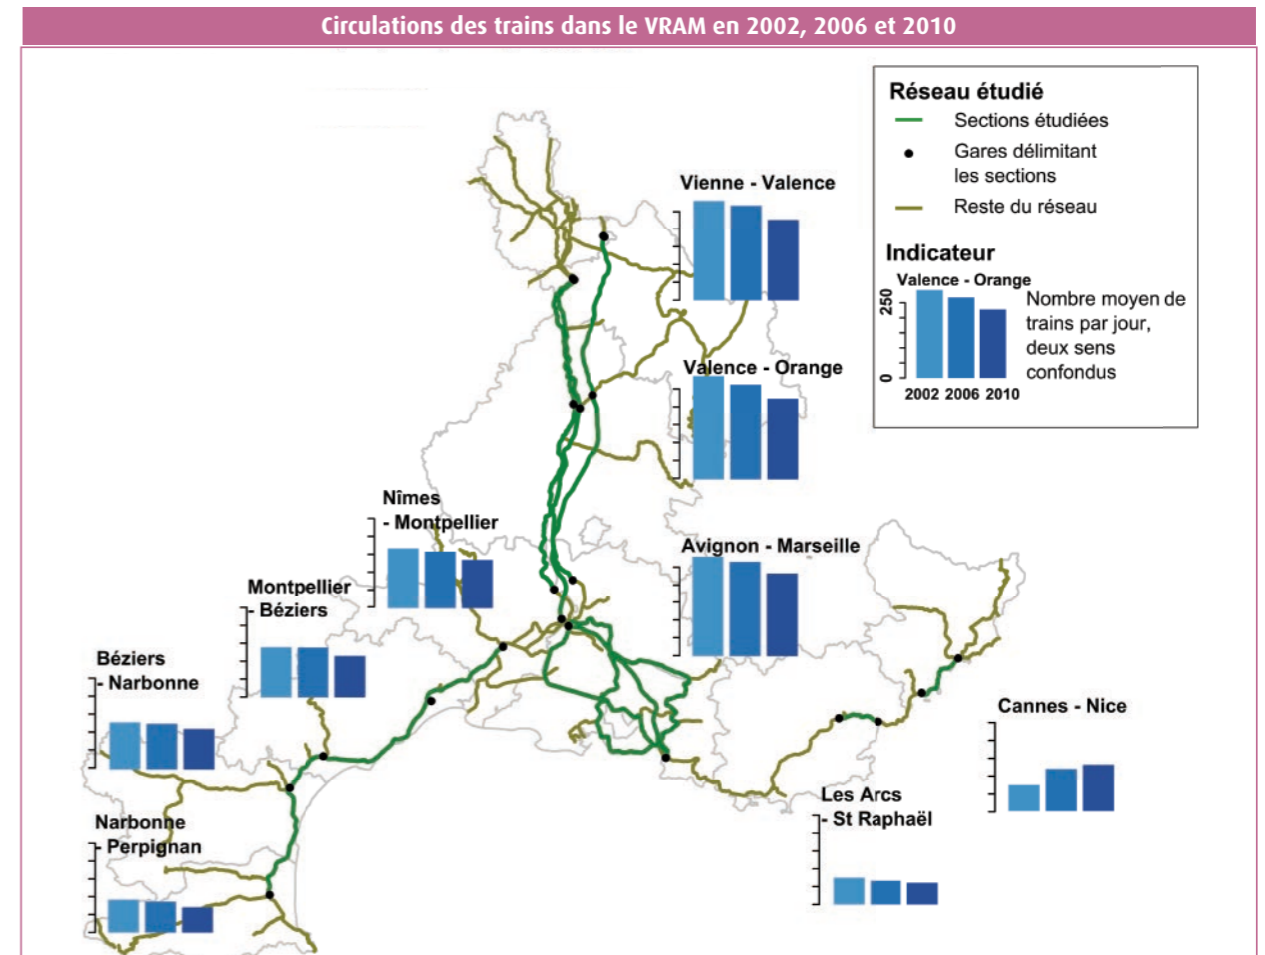 Circulations des trains dans le VRAM en 2002, 2006 et 2010
Réseau étudié
Sections étudiées
Gares délimitant
les sections
Reste du réseau
Indicateur
Valence - Orange
250
0
2002 2006 2010
Nombre moyen de
trains par jour,
deux sens
confondus
Vienne - Valence
Valence - Orange
Nîmes
- Montpellier
Avignon - Marseille
Montpellier
- Béziers
Béziers
- Narbonne
Cannes - Nice
Les Arcs
- St Raphaël
Narbonne
- Perpignan